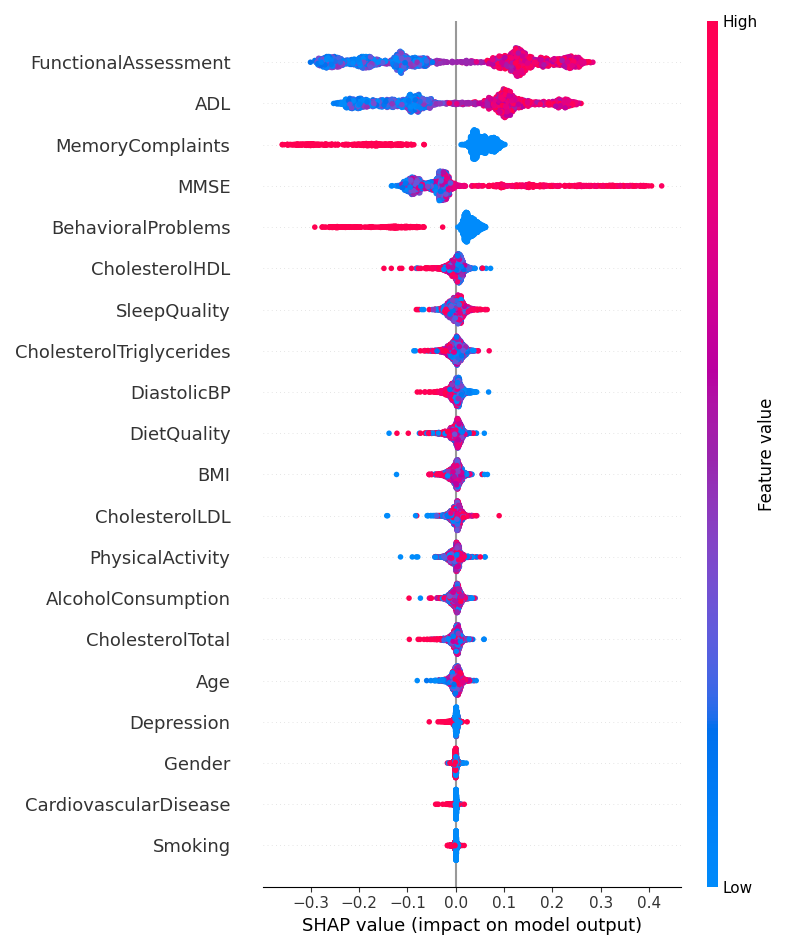 High
FunctionalAssessment
ADL
MemoryComplaints
MMSE
BehavioralProblems
CholesterolHDL
SleepQuality
CholesterolTriglycerides
DiastolicBP
DietQuality
BMI
CholesterolLDL
PhysicalActivity
AlcoholConsumption
CholesterolTotal
Age
Depression
Gender
CardiovascularDisease
Smoking
Feature value
Low
−0.3 −0.2 −0.1 0.0 0.1 0.2 0.3 0.4
SHAP value (impact on model output)